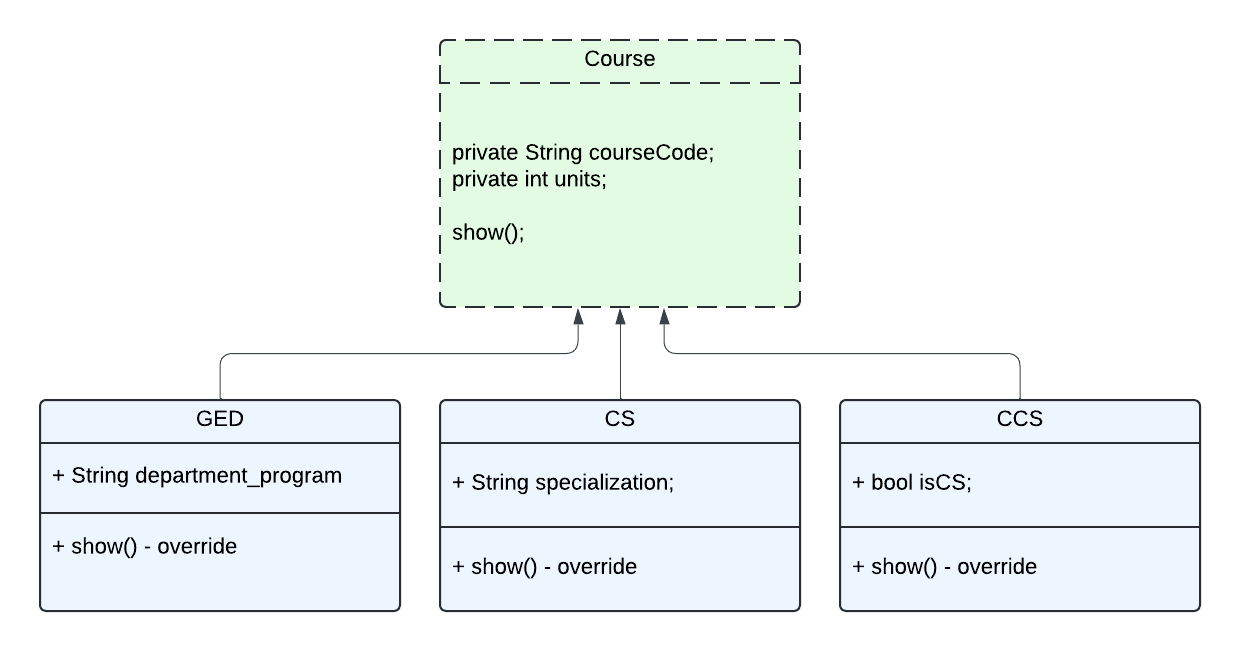 Course
private String courseCode;
private int units;
show();
GED
+ String department_program
+ show() - override
CS
+ String specialization;
+ show() - override
CCS
+ bool isCS;
+ show() - override